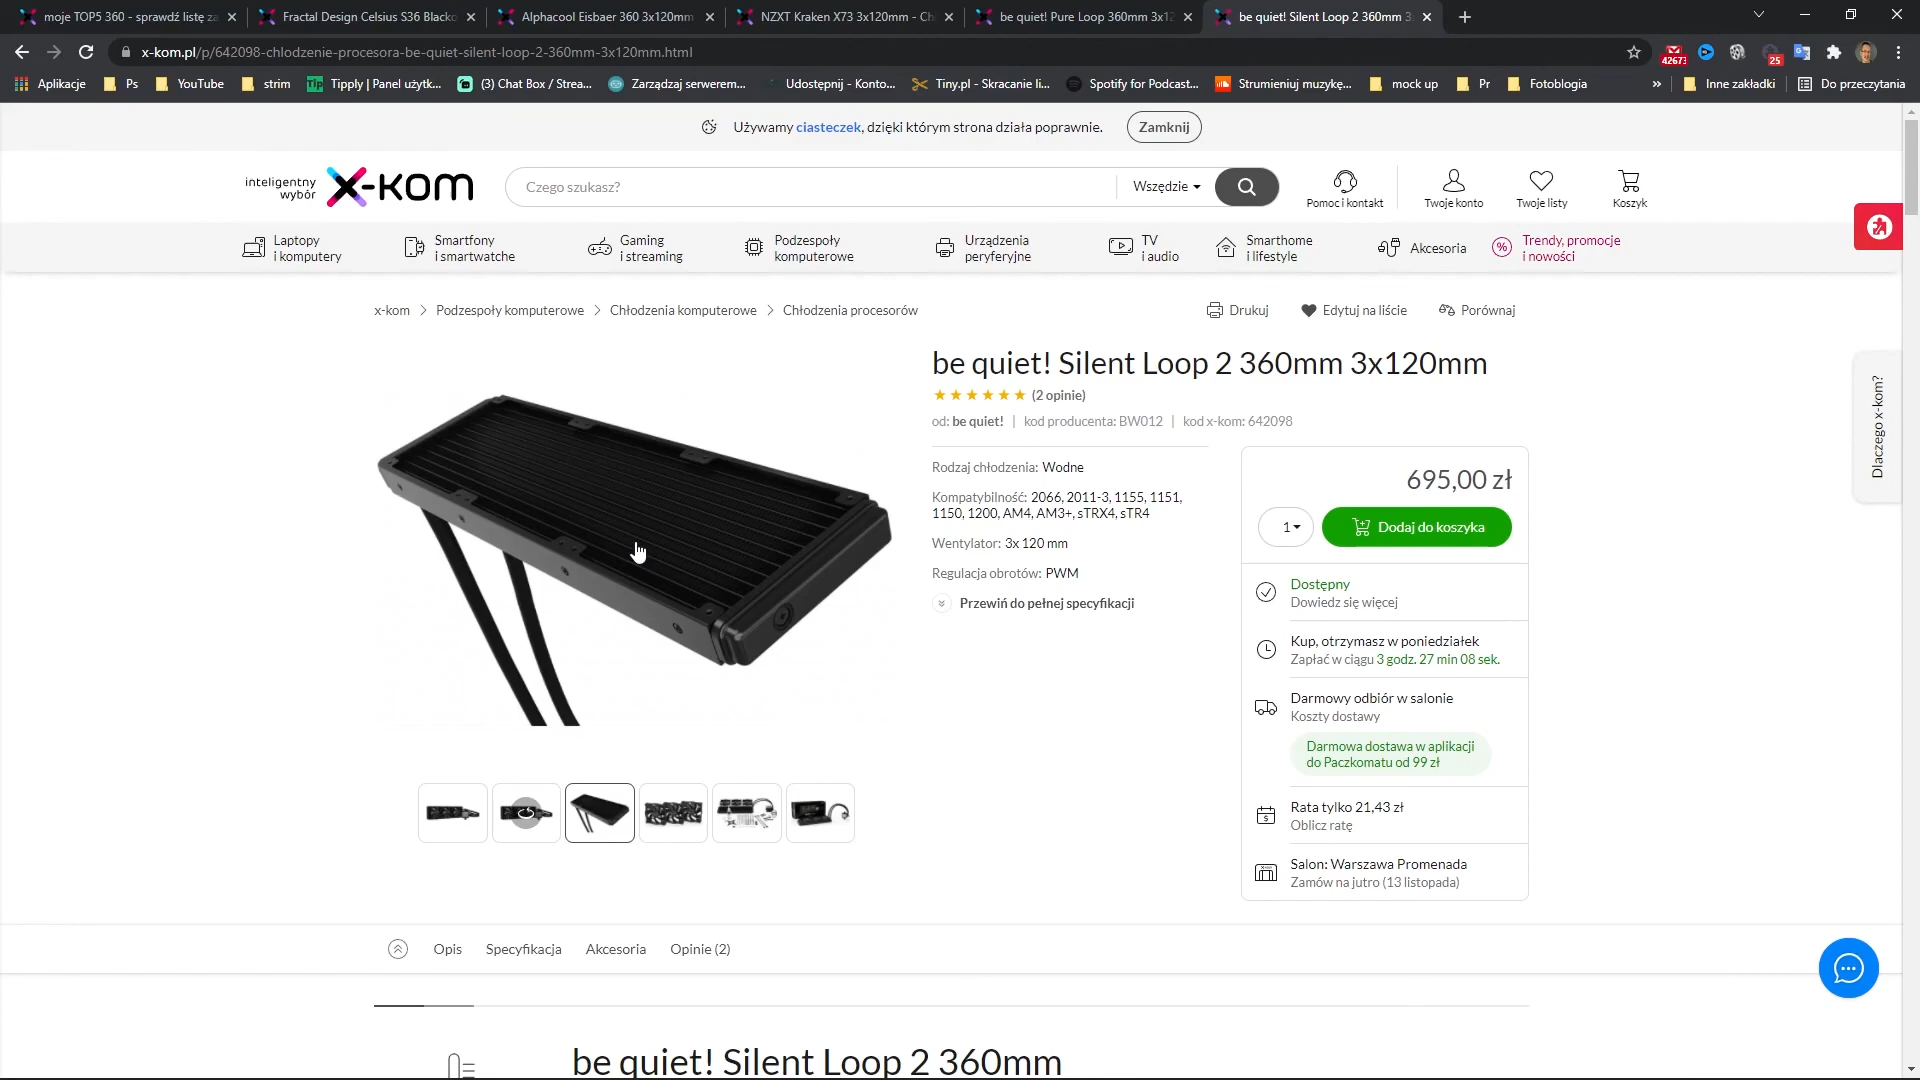 moje TOP5 360 - sprawdź listę za
Fractal Design Celsius S36 Blacko
Alphacool Eisbaer 360 3x120mm
NZXT Kraken X73 3x120mm - Ch
be quiet! Pure Loop 360mm 3x12
be quiet! Silent Loop 2 360mm 3
x-kom.pl/p/642098-chlodzenie-procesora-be-quiet-silent-loop-2-360mm-3x120mm.html
42673
25
Aplikacje
Ps
YouTube
strim
Tip
Tipply | Panel użytk...
(3) Chat Box / Strea...
Zarządzaj serwerem...
Udostępnij - Konto...
Tiny.pl - Skracanie li...
Spotify for Podcast...
Strumieniuj muzykę...
mock up
Pr
Fotoblogia
»
Inne zakładki
Do przeczytania
Używamy ciasteczek, dzięki którym strona działa poprawnie.
Zamknij
inteligentny
wybór
x-kom
Czego szukasz?
Wszędzie
Pomoc i kontakt
Twoje konto
Twoje listy
Koszyk
Laptopy
i komputery
Smartfony
i smartwatche
Gaming
i streaming
Podzespoły
komputerowe
Urządzenia
peryferyjne
TV
i audio
Smarthome
i lifestyle
Akcesoria
Trendy, promocje
i nowości
x-kom > Podzespoły komputerowe > Chłodzenia komputerowe > Chłodzenia procesorów
Drukuj
Edytuj na liście
Porównaj
be quiet! Silent Loop 2 360mm 3x120mm
(2 opinie)
od: be quiet! | kod producenta: BW012 | kod x-kom: 642098
Dlaczego x-kom?
Rodzaj chłodzenia: Wodne
Kompatybilność: 2066, 2011-3, 1155, 1151,
1150, 1200, AM4, AM3+, sTRX4, sTR4
Wentylator: 3x 120 mm
Regulacja obrotów: PWM
Przewiń do pełnej specyfikacji
695,00 zł
1
Dodaj do koszyka
Dostępny
Dowiedz się więcej
Kup, otrzymasz w poniedziałek
Zapłać w ciągu 3 godz. 27 min 08 sek.
Darmowy odbiór w salonie
Koszty dostawy
Darmowa dostawa w aplikacji
do Paczkomatu od 99 zł
Rata tylko 21,43 zł
Oblicz ratę
Salon: Warszawa Promenada
Zamów na jutro (13 listopada)
Opis
Specyfikacja
Akcesoria
Opinie (2)
be quiet! Silent Loop 2 360mm